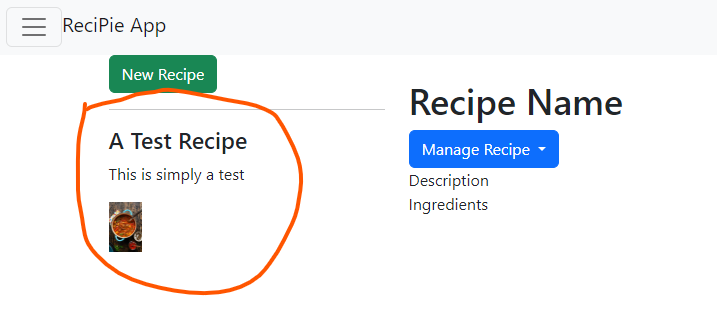 ReciPie App
New Recipe
A Test Recipe
This is simply a test
Recipe Name
Manage Recipe
Description
Ingredients